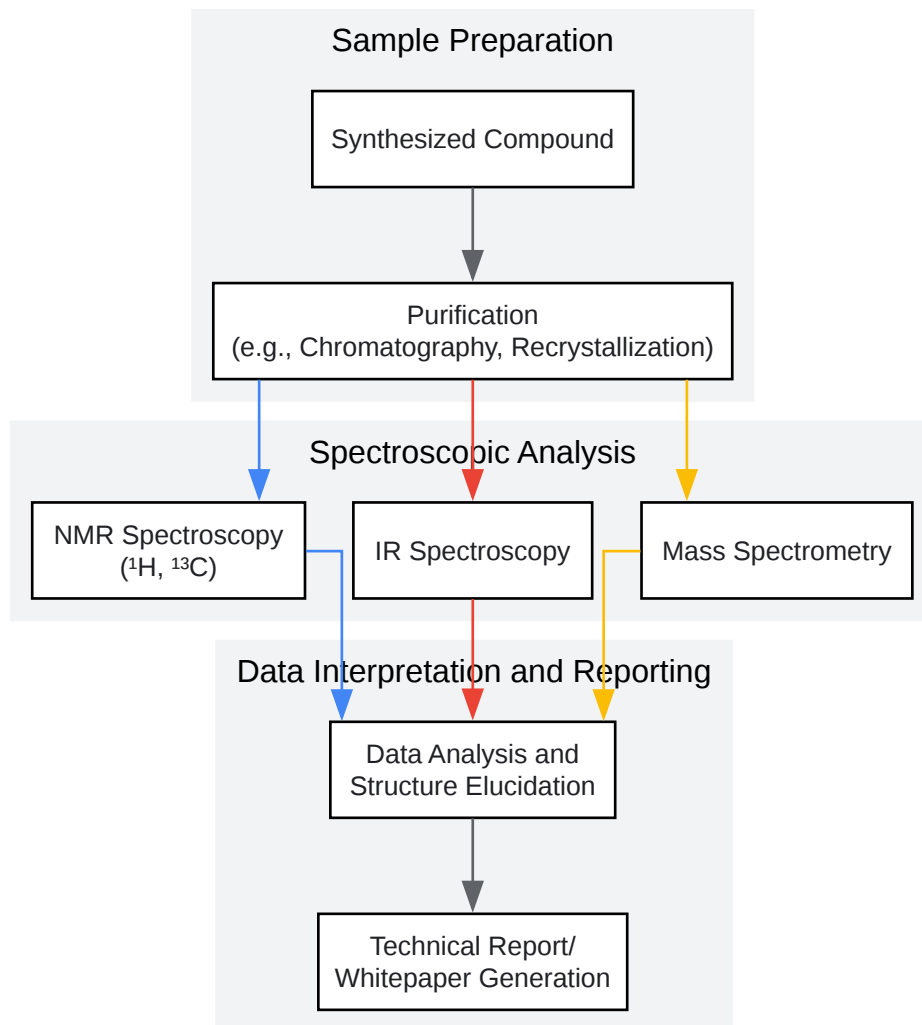 Sample Preparation
Synthesized Compound
Purification
(e.g., Chromatography, Recrystallization)
Spectroscopic Analysis
NMR Spectroscopy
(¹H, ¹³C)
IR Spectroscopy
Mass Spectrometry
Data Interpretation and Reporting
Data Analysis and
Structure Elucidation
Technical Report/
Whitepaper Generation